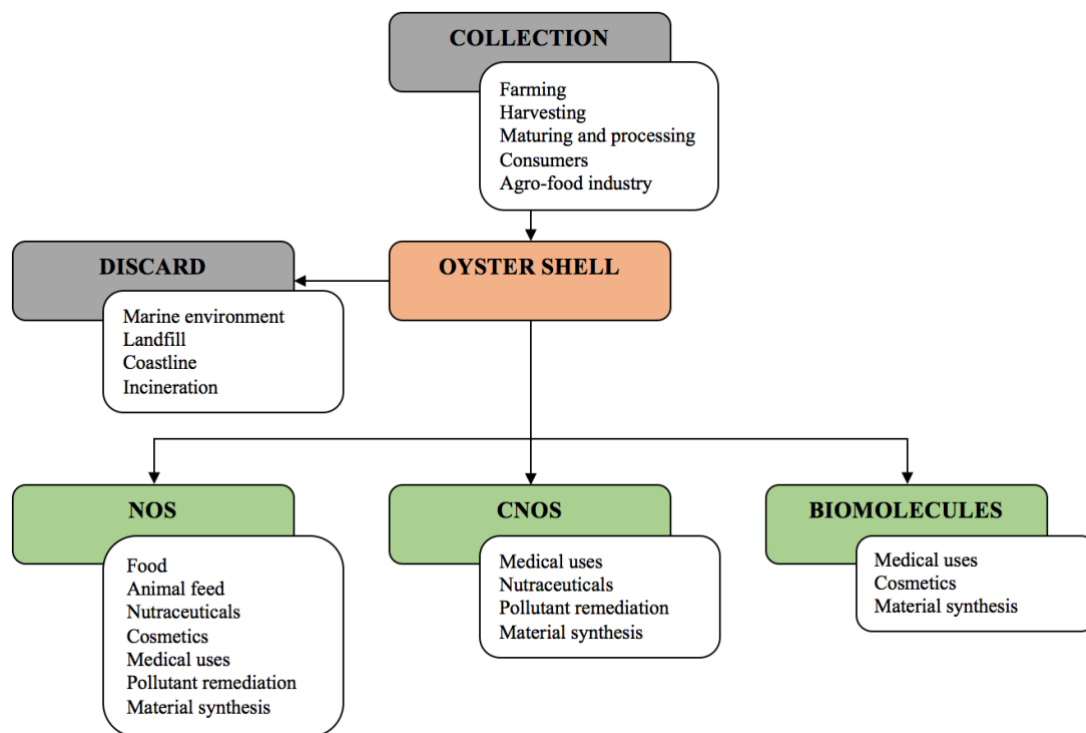 COLLECTION
Farming
Harvesting
Maturing and processing
Consumers
Agro-food industry
DISCARD
Marine environment
Landfill
Coastline
Incineration
OYSTER SHELL
NOS
Food
Animal feed
Nutraceuticals
Cosmetics
Medical uses
Pollutant remediation
Material synthesis
CNOS
Medical uses
Nutraceuticals
Pollutant remediation
Material synthesis
BIOMOLECULES
Medical uses
Cosmetics
Material synthesis